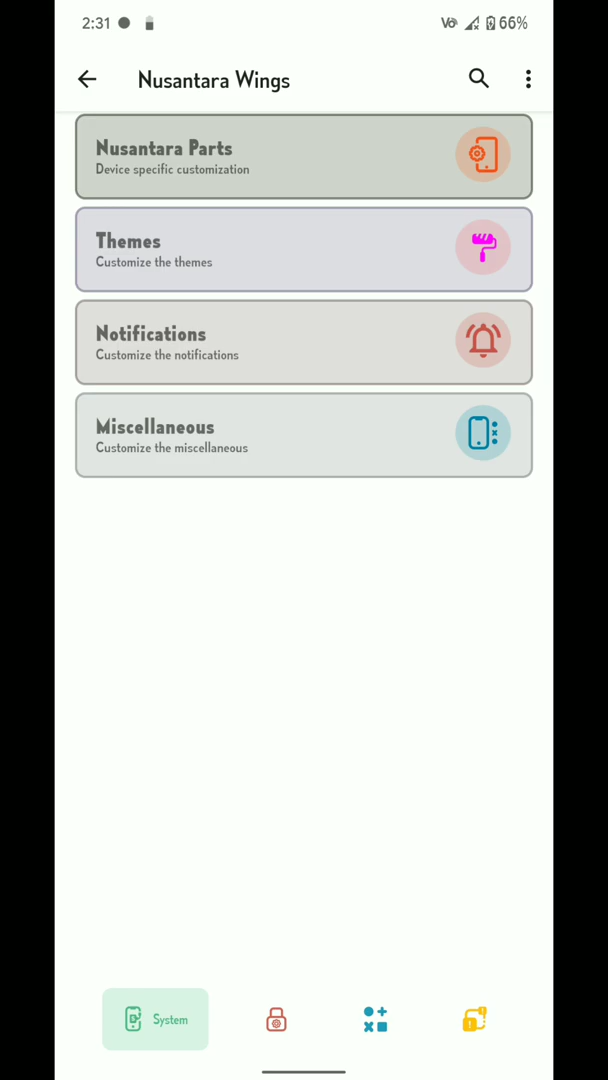 2:31
66%
Nusantara Wings
Nusantara Parts
Device specific customization
Themes
Customize the themes
Notifications
Customize the notifications
Miscellaneous
Customize the miscellaneous
System